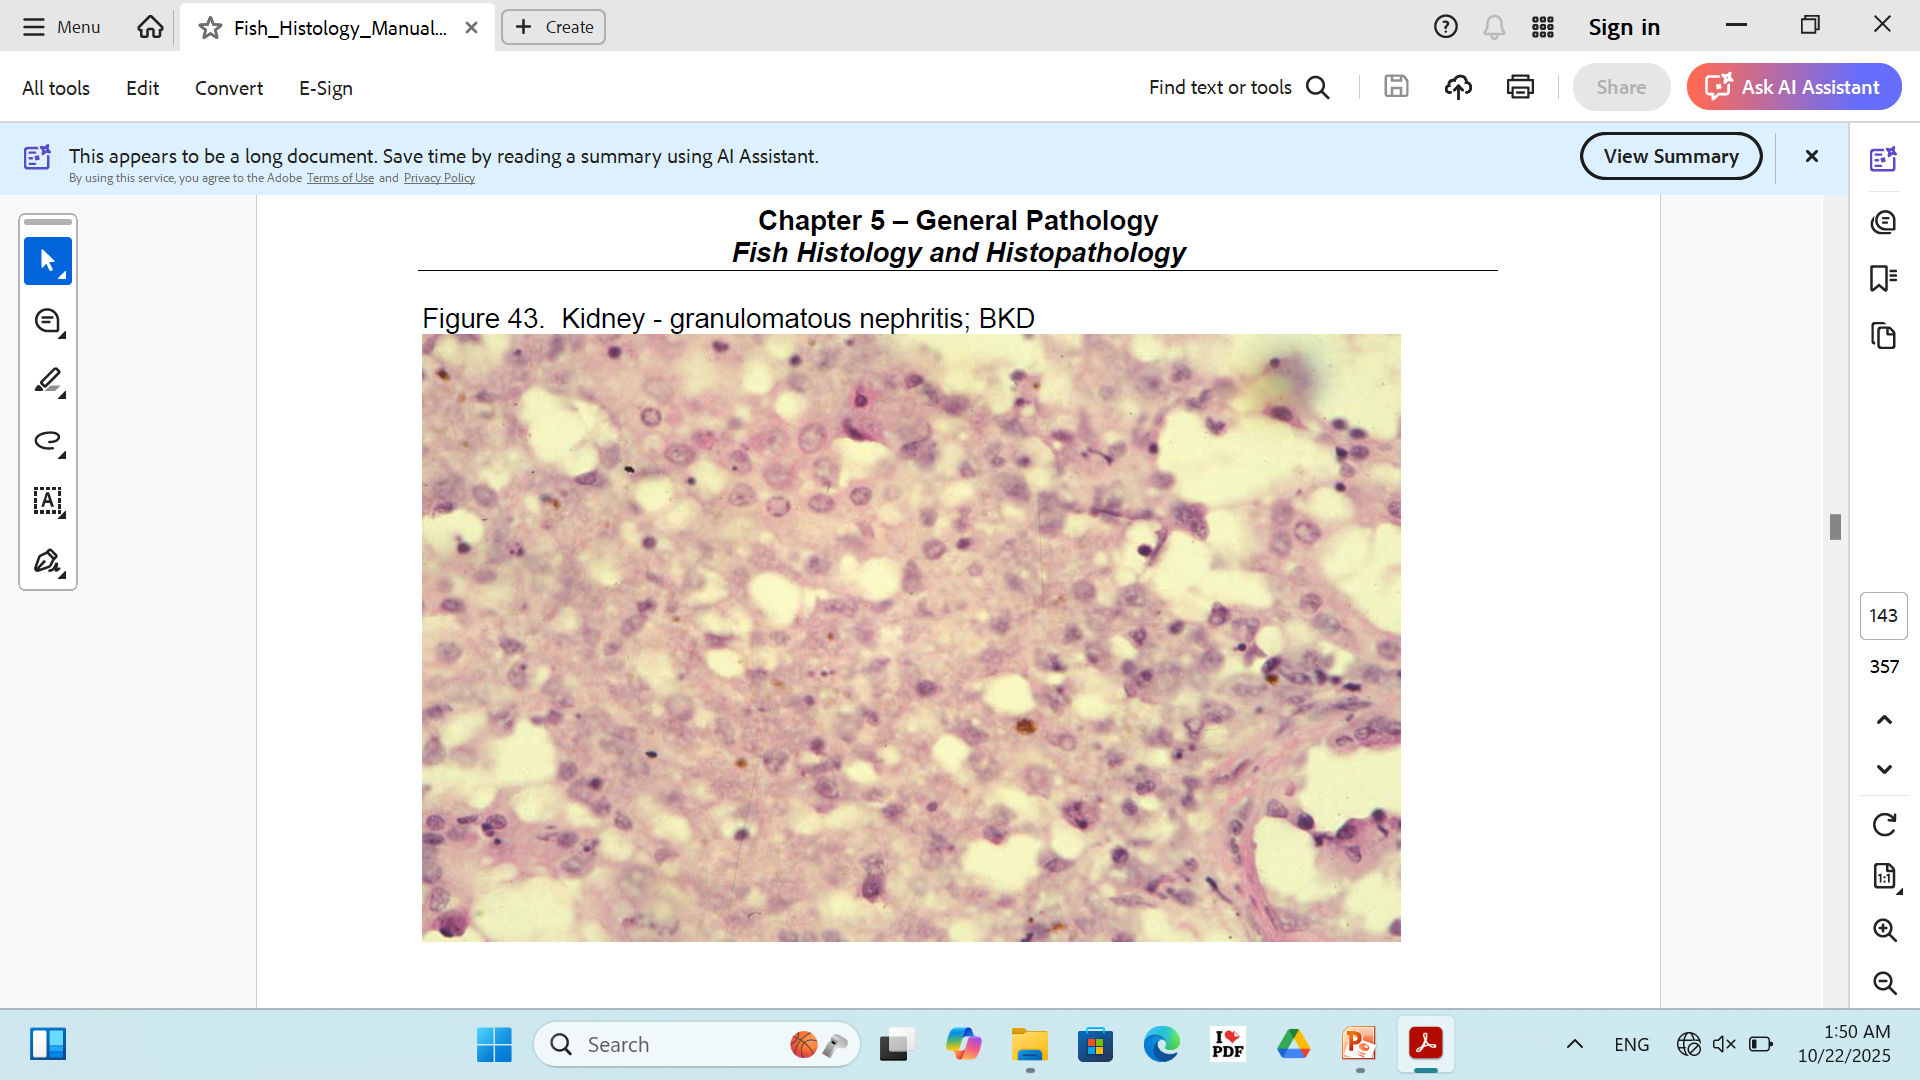 Menu
Fish_Histology_Manual...
Create
Sign in
All tools
Edit
Convert
E-Sign
Find text or tools
Share
Ask AI Assistant
This appears to be a long document. Save time by reading a summary using AI Assistant.
By using this service, you agree to the Adobe Terms of Use and Privacy Policy
View Summary
Chapter 5 – General Pathology
Fish Histology and Histopathology
Figure 43. Kidney - granulomatous nephritis; BKD
A
143
357
1:1
Search
I PDF
P
ENG
1:50 AM
10/22/2025